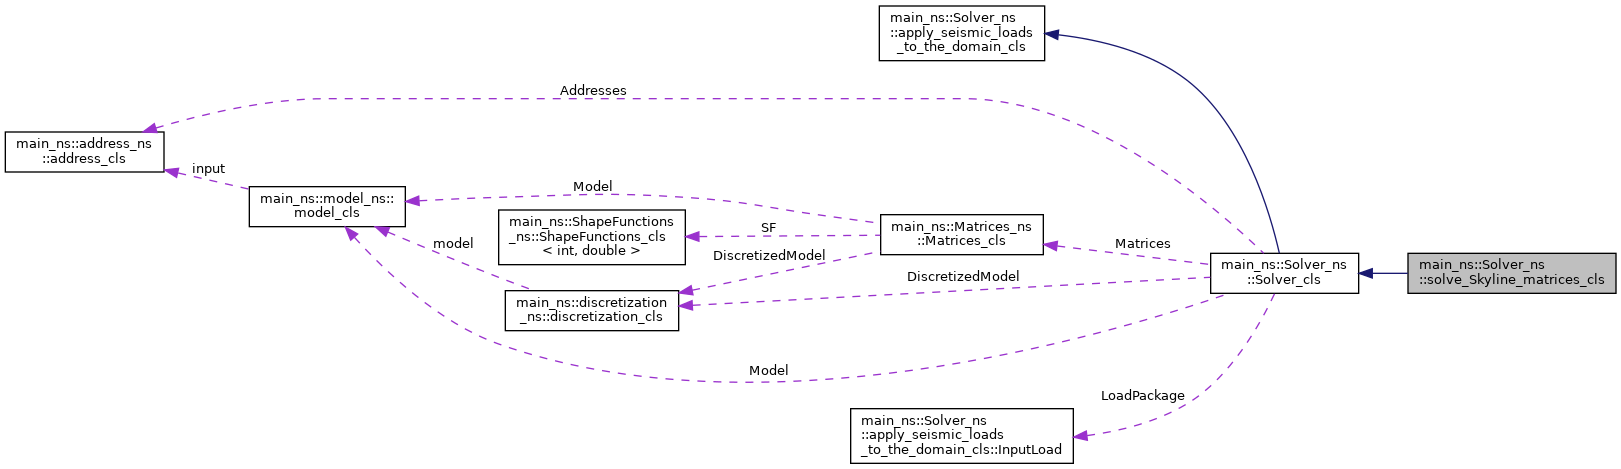 main_ns::Solver_ns
::apply_seismic_loads
_to_the_domain_cls
Addresses
main_ns::address_ns
::address_cls
input
main_ns::model_ns::
model_cls
Model
main_ns::ShapeFunctions
_ns::ShapeFunctions_cls
< int, double >
SF
main_ns::Matrices_ns
::Matrices_cls
model
DiscretizedModel
Matrices
main_ns::discretization
_ns::discretization_cls
DiscretizedModel
main_ns::Solver_ns
::Solver_cls
main_ns::Solver_ns
::solve_Skyline_matrices_cls
Model
LoadPackage
main_ns::Solver_ns
::apply_seismic_loads
_to_the_domain_cls::InputLoad